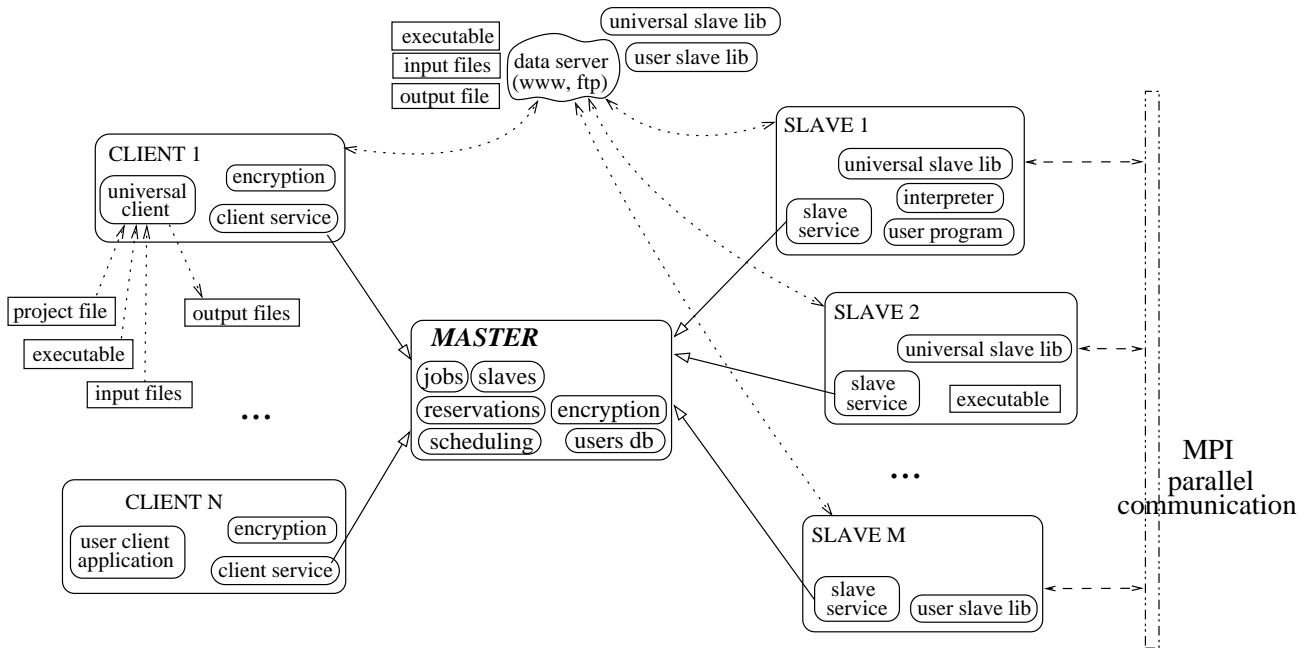 universal slave lib
executable
user slave lib
input files
data server
(www, ftp)
output file
CLIENT 1
encryption
universal
client
client service
project file
output files
executable
input files
...
CLIENT N
encryption
user client
application
client service
MASTER
jobs
slaves
reservations
encryption
scheduling
users db
SLAVE 1
universal slave lib
interpreter
slave
service
user program
SLAVE 2
universal slave lib
slave
service
executable
...
SLAVE M
slave
service
user slave lib
MPI
parallel
communication